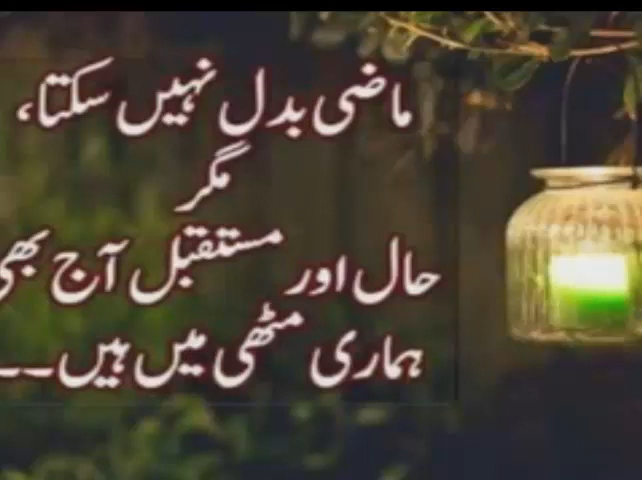 ماضی بدل نہیں سکتا،
مگر
حال اور مستقبل آج بھی
ہماری مٹھی میں ہیں۔۔